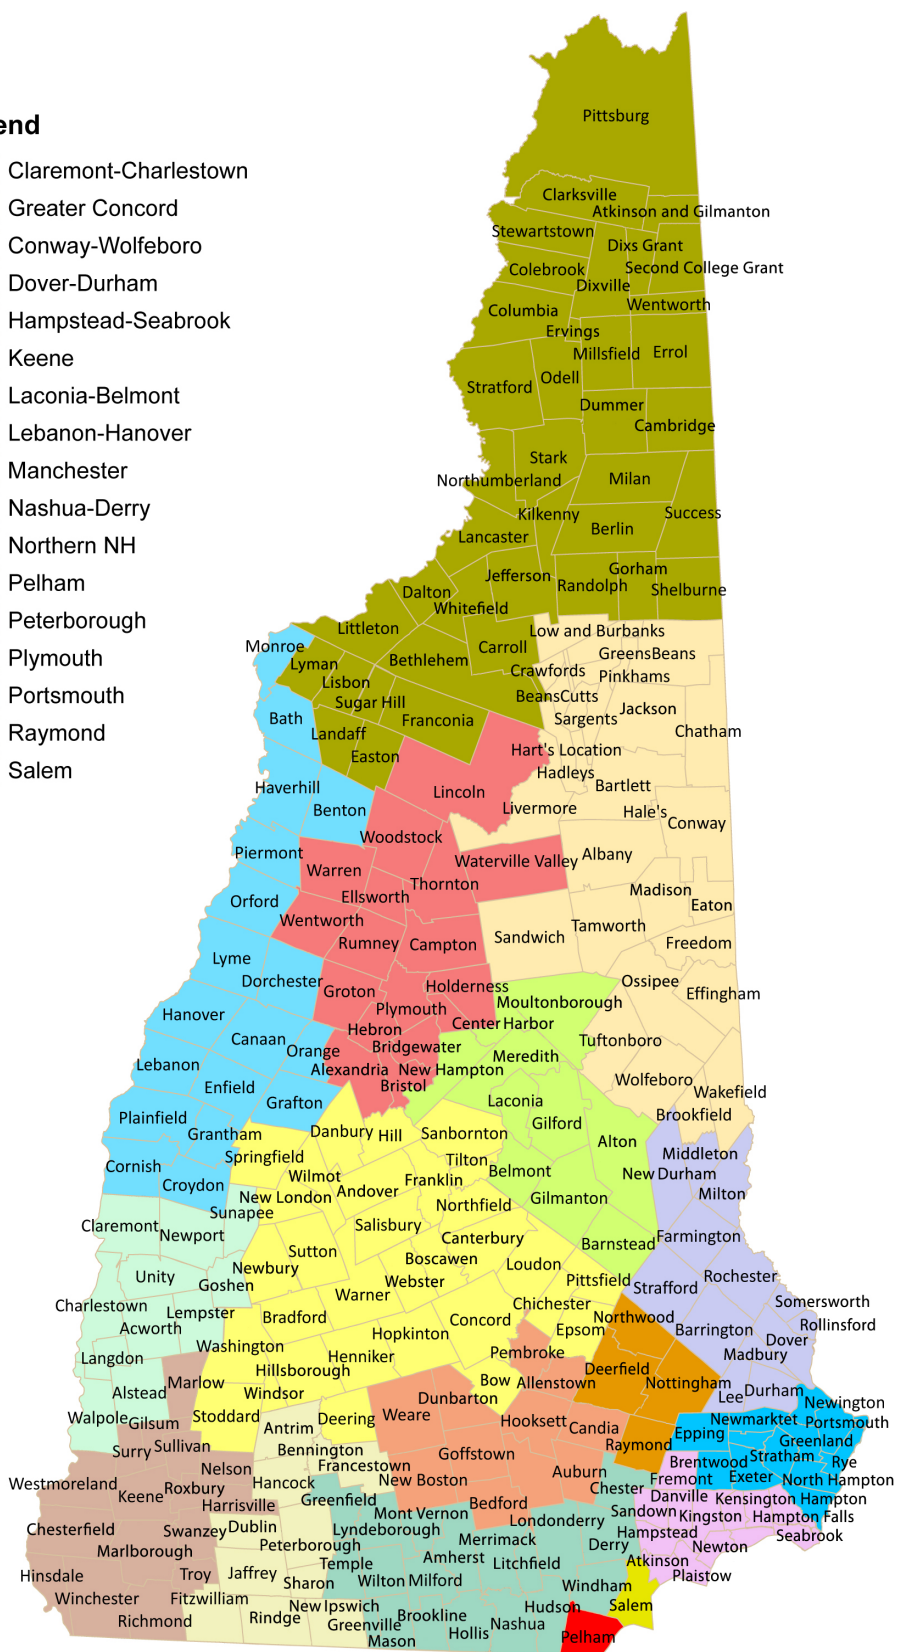 end
Claremont-Charlestown
Greater Concord
Conway-Wolfeboro
Dover-Durham
Hampstead-Seabrook
Keene
Laconia-Belmont
Lebanon-Hanover
Manchester
Nashua-Derry
Northern NH
Pelham
Peterborough
Plymouth
Portsmouth
Raymond
Salem
Pittsburg
Clarksville
Atkinson and Gilmanton
Stewartstown
Dixs Grant
Colebrook
Second College Grant
Dixville
Wentworth
Columbia
Ervings
Millsfield
Errol
Odell
Stratford
Dummer
Cambridge
Stark
Northumberland
Milan
Kilkenny
Success
Berlin
Lancaster
Gorham
Jefferson
Randolph
Shelburne
Dalton
Whitefield
Littleton
Low and Burbanks
Monroe
Carroll
GreensBeans
Lyman
Bethlehem
Crawfords
Pinkhams
Lisbon
BeansCutts
Sugar Hill
Jackson
Bath
Franconia
Sargents
Landaff
Chatham
Easton
Hart's Location
Hadleys
Haverhill
Lincoln
Bartlett
Benton
Livermore
Hale's
Conway
Woodstock
Piermont
Waterville Valley
Albany
Warren
Thornton
Madison
Ellsworth
Orford
Eaton
Wentworth
Tamworth
Rumney
Campton
Sandwich
Freedom
Lyme
Dorchester
Ossipee
Groton
Holderness
Effingham
Moultonborough
Plymouth
Hanover
Center Harbor
Hebron
Canaan
Orange
Bridgewater
Tuftonboro
Meredith
Lebanon
Alexandria
New Hampton
Enfield
Bristol
Wolfeboro
Wakefield
Grafton
Laconia
Plainfield
Gilford
Brookfield
Grantham
Danbury
Hill
Sanbornton
Alton
Springfield
Tilton
Middleton
Cornish
Wilmot
Belmont
New Durham
Croydon
Franklin
New London
Andover
Milton
Sunapee
Northfield
Gilmanton
Claremont
Newport
Salisbury
Canterbury
Barnstead
Farmington
Sutton
Boscawen
Loudon
Newbury
Unity
Goshen
Webster
Pittsfield
Rochester
Strafford
Warner
Charlestown
Lempster
Bradford
Chichester
Somersworth
Acworth
Concord
Northwood
Rollinsford
Hopkinton
Epsom
Barrington
Dover
Washington
Henniker
Pembroke
Madbury
Langdon
Hillsborough
Deerfield
Marlow
Bow
Allenstown
Nottingham
Alstead
Windsor
Dunbarton
Lee
Durham
Newington
Walpole
Gilsum
Stoddard
Deering
Weare
Hooksett
Newmarktet
Portsmouth
Antrim
Candia
Epping
Greenland
Surry
Sullivan
Bennington
Goffstown
Raymond
Stratham
Rye
Nelson
Francestown
Auburn
Brentwood
Westmoreland
Roxbury
Hancock
New Boston
Fremont
Exeter
North Hampton
Keene
Harrisville
Greenfield
Bedford
Chester
Danville
Kensington
Hampton
Mont Vernon
Sandown
Kingston
Hampton Falls
Chesterfield
Swanzey
Dublin
Lyndeborough
Londonderry
Hampstead
Seabrook
Marlborough
Peterborough
Merrimack
Derry
Newton
Hinsdale
Troy
Jaffrey
Temple
Amherst
Litchfield
Atkinson
Plaistow
Sharon
Wilton
Milford
Windham
Winchester
Fitzwilliam
New Ipswich
Hudson
Salem
Richmond
Rindge
Greenville
Brookline
Nashua
Mason
Hollis
Pelham